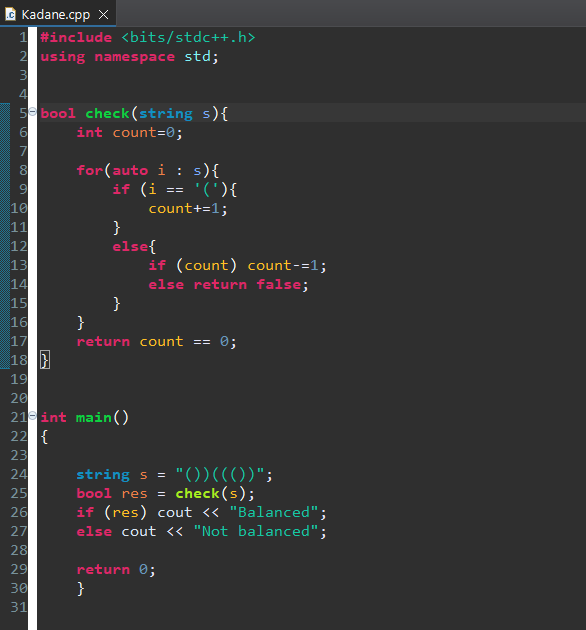 Kadane.cpp
1 #include <bits/stdc++.h>
2 using namespace std;
3
4
5 bool check(string s){
6     int count=0;
7
8     for(auto i : s){
9         if (i == '('){
10             count+=1;
11         }
12         else{
13             if (count) count-=1;
14             else return false;
15         }
16     }
17     return count == 0;
18 }
19
20
21 int main()
22 {
23
24     string s = "())((())";
25     bool res = check(s);
26     if (res) cout << "Balanced";
27     else cout << "Not balanced";
28
29     return 0;
30     }
31